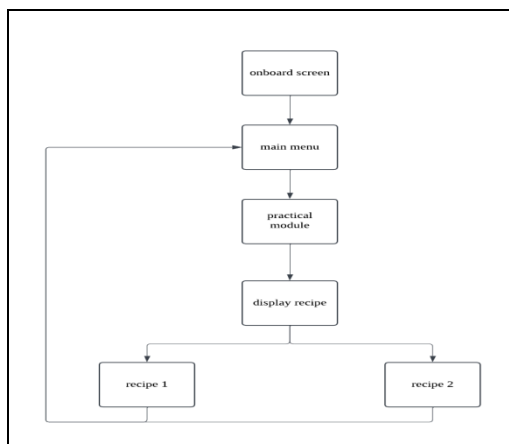 onboard screen
main menu
practical
module
display recipe
recipe 1
recipe 2